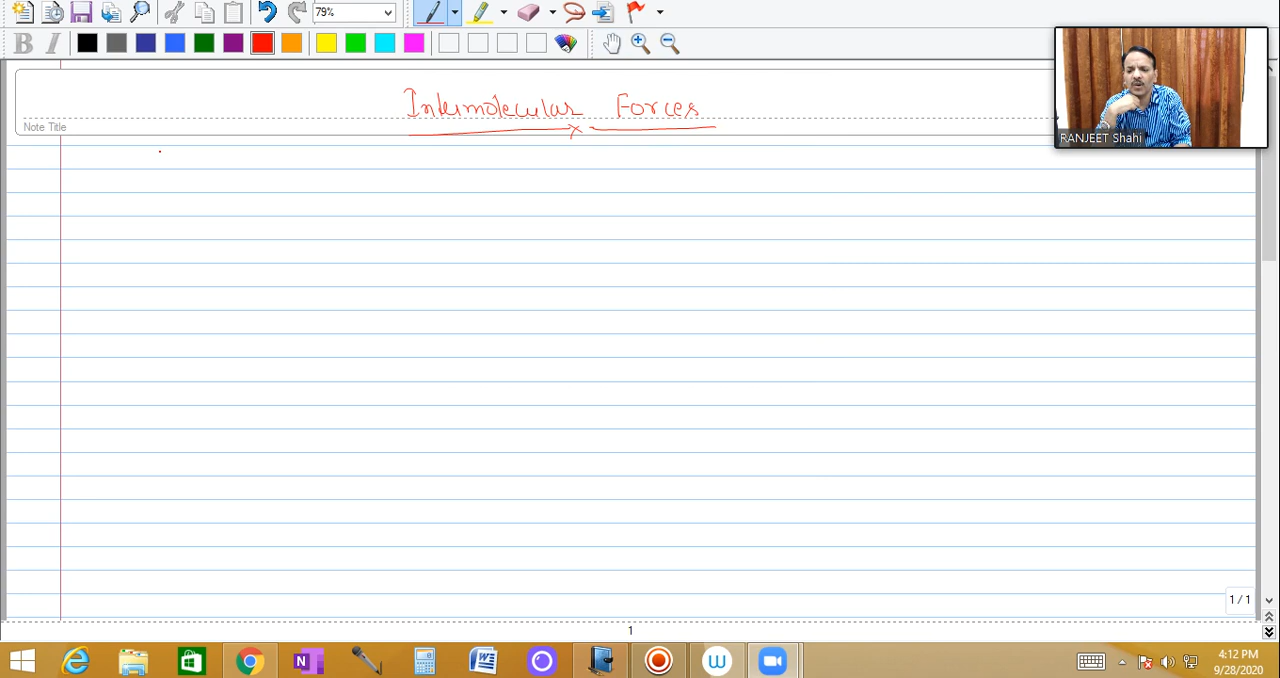 79%
B I
Intermolecular Forces
Note Title
RANJEET Shahi
1 / 1
1
N W
4:12 PM
9/28/2020